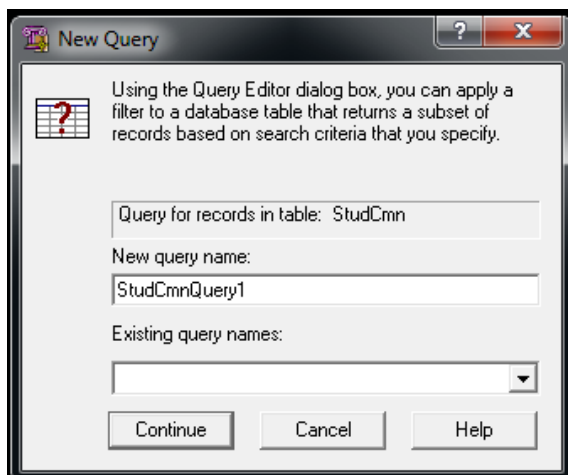 New Query
?
X
Using the Query Editor dialog box, you can apply a
filter to a database table that returns a subset of
records based on search criteria that you specify.
?
Query for records in table:  StudCmn
New query name:
StudCmnQuery1
Existing query names:
Continue
Cancel
Help